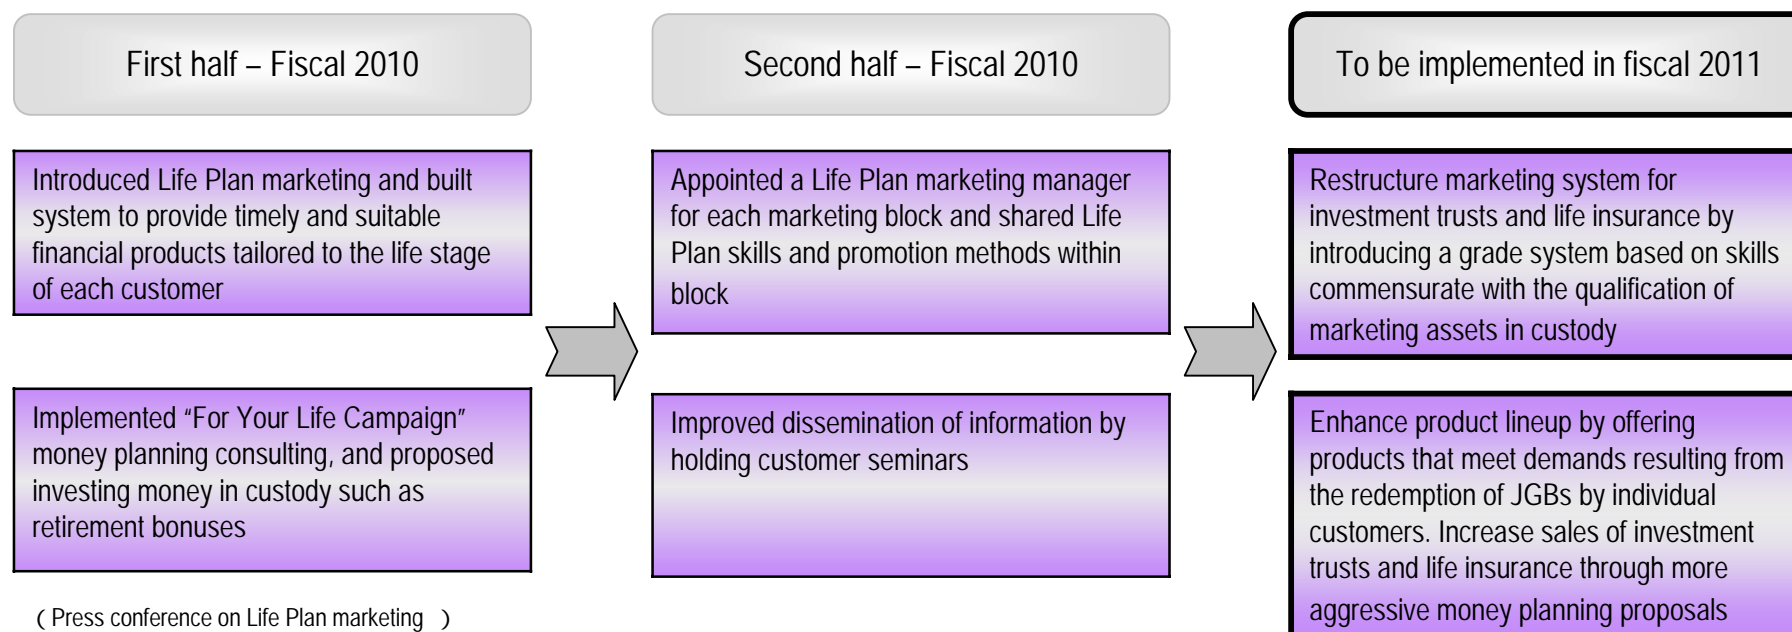 First half – Fiscal 2010
Introduced Life Plan marketing and built
system to provide timely and suitable
financial products tailored to the life stage
of each customer
Implemented “For Your Life Campaign”
money planning consulting, and proposed
investing money in custody such as
retirement bonuses
( Press conference on Life Plan marketing )
Second half – Fiscal 2010
Appointed a Life Plan marketing manager
for each marketing block and shared Life
Plan skills and promotion methods within
block
Improved dissemination of information by
holding customer seminars
To be implemented in fiscal 2011
Restructure marketing system for
investment trusts and life insurance by
introducing a grade system based on skills
commensurate with the qualification of
marketing assets in custody
Enhance product lineup by offering
products that meet demands resulting from
the redemption of JGBs by individual
customers. Increase sales of investment
trusts and life insurance through more
aggressive money planning proposals